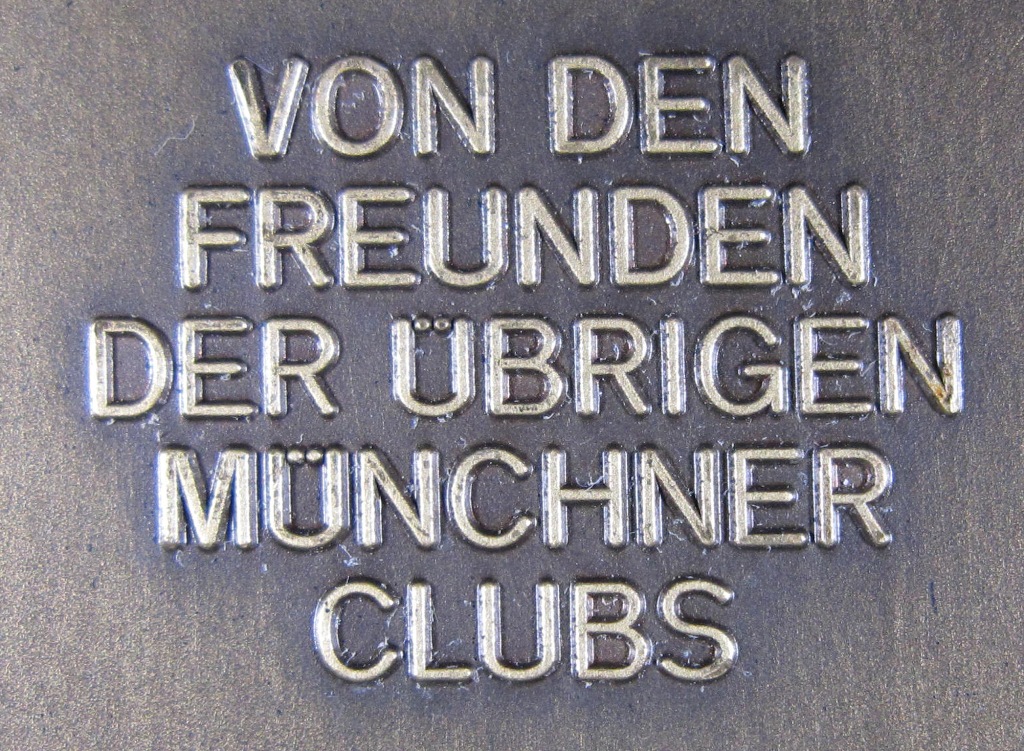 VON DEN
FREUNDEN
DER ÜBRIGEN
MÜNCHNER
CLUBS